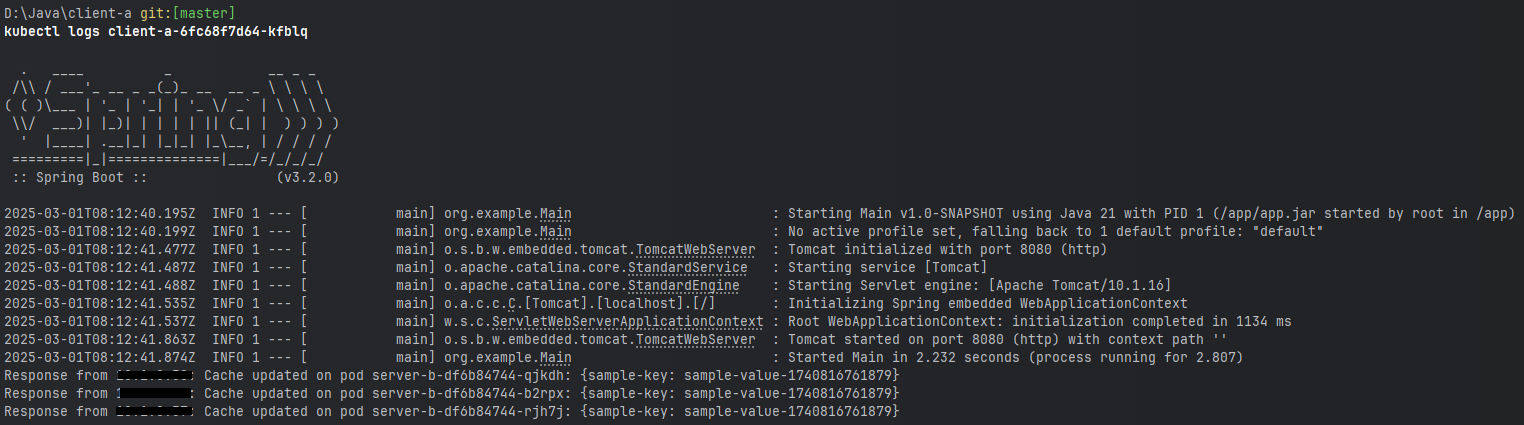 D:\Java\client-a git:[master]
kubectl logs client-a-6fc68f7d64-kfblq
  .   ____          _            __ _ _
 /\\ / ___'_ __ _ _(_)_ __  __ _ \ \ \ \
( ( )\___ | '_ | '_| | '_ \/ _` | \ \ \ \
 \\/  ___)| |_)| | | | | || (_| |  ) ) ) )
  '  |____| .__|_| |_|_| |_\__, | / / / /
 =========|_|==============|___/=/_/_/_/
 :: Spring Boot ::                (v3.2.0)
2025-03-01T08:12:40.195Z  INFO 1 --- [           main] org.example.Main                         : Starting Main v1.0-SNAPSHOT using Java 21 with PID 1 (/app/app.jar started by root in /app)
2025-03-01T08:12:40.199Z  INFO 1 --- [           main] org.example.Main                         : No active profile set, falling back to 1 default profile: "default"
2025-03-01T08:12:41.477Z  INFO 1 --- [           main] o.s.b.w.embedded.tomcat.TomcatWebServer  : Tomcat initialized with port 8080 (http)
2025-03-01T08:12:41.487Z  INFO 1 --- [           main] o.apache.catalina.core.StandardService   : Starting service [Tomcat]
2025-03-01T08:12:41.488Z  INFO 1 --- [           main] o.apache.catalina.core.StandardEngine    : Starting Servlet engine: [Apache Tomcat/10.1.16]
2025-03-01T08:12:41.535Z  INFO 1 --- [           main] o.a.c.c.C.[Tomcat].[localhost].[/]       : Initializing Spring embedded WebApplicationContext
2025-03-01T08:12:41.537Z  INFO 1 --- [           main] w.s.c.ServletWebServerApplicationContext : Root WebApplicationContext: initialization completed in 1134 ms
2025-03-01T08:12:41.863Z  INFO 1 --- [           main] o.s.b.w.embedded.tomcat.TomcatWebServer  : Tomcat started on port 8080 (http) with context path ''
2025-03-01T08:12:41.874Z  INFO 1 --- [           main] org.example.Main                         : Started Main in 2.232 seconds (process running for 2.807)
Response from : Cache updated on pod server-b-df6b84744-qjkdh: {sample-key: sample-value-1740816761879}
Response from : Cache updated on pod server-b-df6b84744-b2rpx: {sample-key: sample-value-1740816761879}
Response from : Cache updated on pod server-b-df6b84744-rjh7j: {sample-key: sample-value-1740816761879}